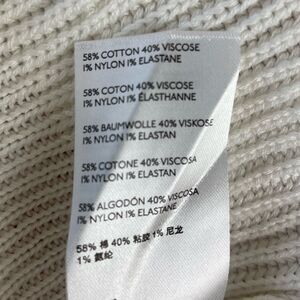 58% COTTON 40% VISCOSE
1% NYLON 1% ELASTANE
58% COTON 40% VISCOSE
1% NYLON 1% ÉLASTHANNE
58% BAUMWOLLE 40% VISKOSE
1% NYLON 1% ELASTAN
58% COTONE 40% VISCOSA
1% NYLON 1% ELASTANE
58% ALGODÓN 40% VISCOSA
1% NYLON 1% ELASTANE
58% 棉 40% 粘胶 1% 尼龙
1% 氨纶